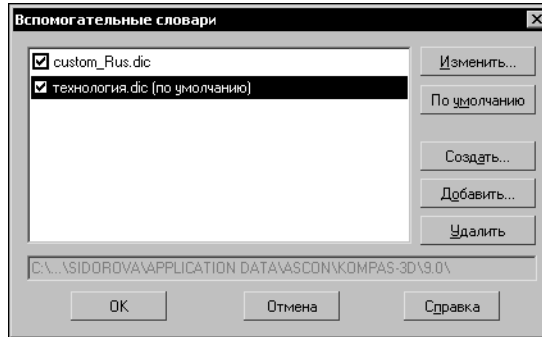 Вспомогательные словари
custom_Rus.dic
технология.dic (по умолчанию)
Изменить...
По умолчанию
Создать...
Добавить...
Удалить
C:\...\SIDOROVA\APPLICATION DATA\ASCON\KOMPAS-3D\9.0\
OK
Отмена
Справка